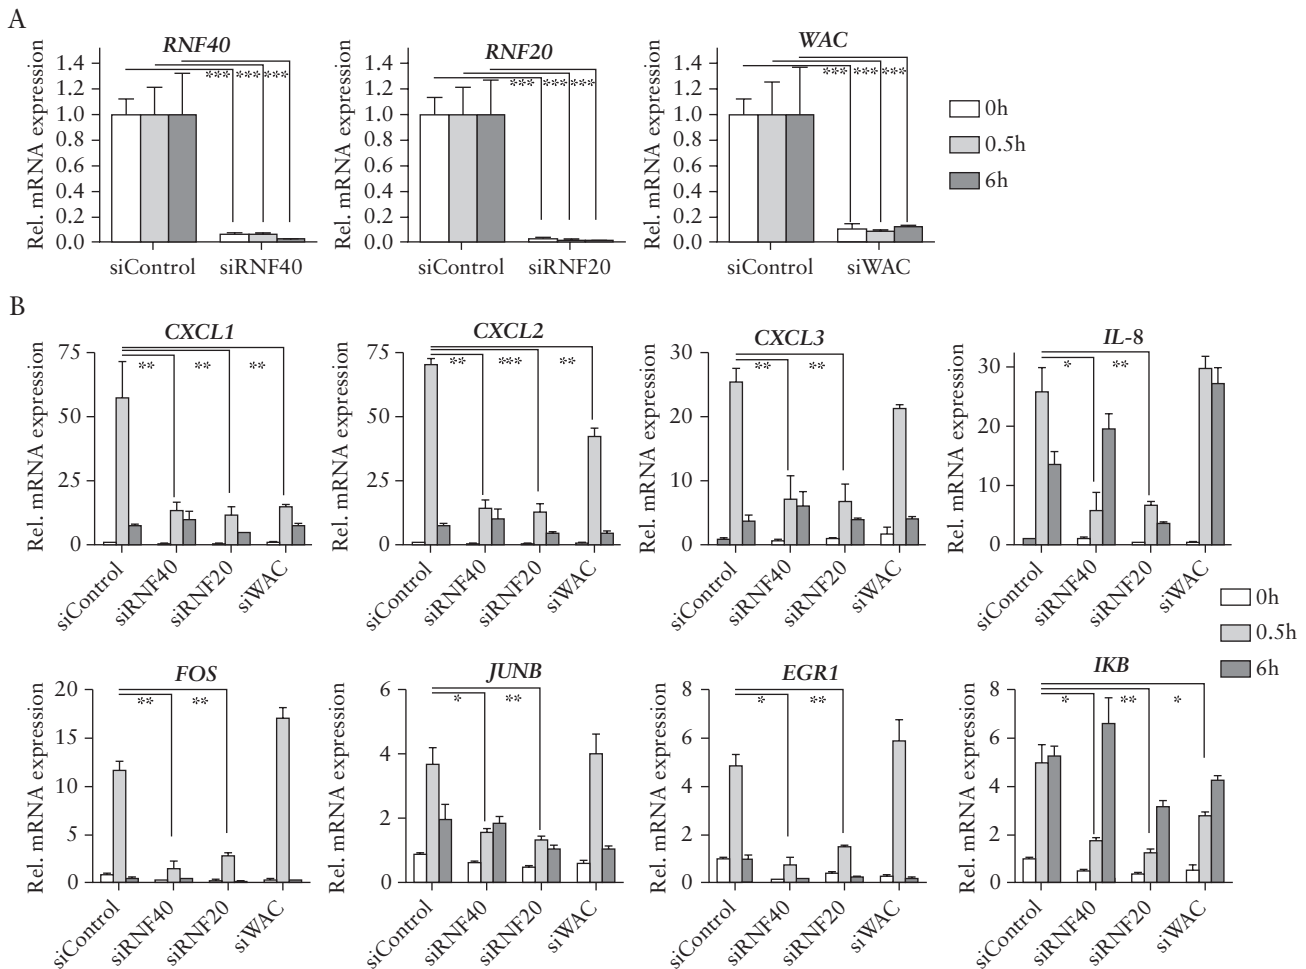 A
RNF40
RNF20
WAC
Rel. mRNA expression
1.4
1.2
1.0
0.8
0.6
0.4
0.2
0.0
*** *** ***
siControl siRNF40
Rel. mRNA expression
1.4
1.2
1.0
0.8
0.6
0.4
0.2
0.0
*** *** ***
siControl siRNF20
Rel. mRNA expression
1.4
1.2
1.0
0.8
0.6
0.4
0.2
0.0
*** *** ***
siControl siWAC
0h
0.5h
6h
B
CXCL1
Rel. mRNA expression
75
50
25
0
** ** **
siControl siRNF40 siRNF20 siWAC
CXCL2
Rel. mRNA expression
75
50
25
0
** *** **
siControl siRNF40 siRNF20 siWAC
CXCL3
Rel. mRNA expression
30
20
10
0
** **
siControl siRNF40 siRNF20 siWAC
IL-8
Rel. mRNA expression
30
20
10
0
* **
siControl siRNF40 siRNF20 siWAC
0h
0.5h
6h
FOS
Rel. mRNA expression
20
15
10
5
0
** **
siControl siRNF40 siRNF20 siWAC
JUNB
Rel. mRNA expression
6
4
2
0
* **
siControl siRNF40 siRNF20 siWAC
EGR1
Rel. mRNA expression
8
6
4
2
0
* **
siControl siRNF40 siRNF20 siWAC
IKB
Rel. mRNA expression
8
6
4
2
0
* ** *
siControl siRNF40 siRNF20 siWAC